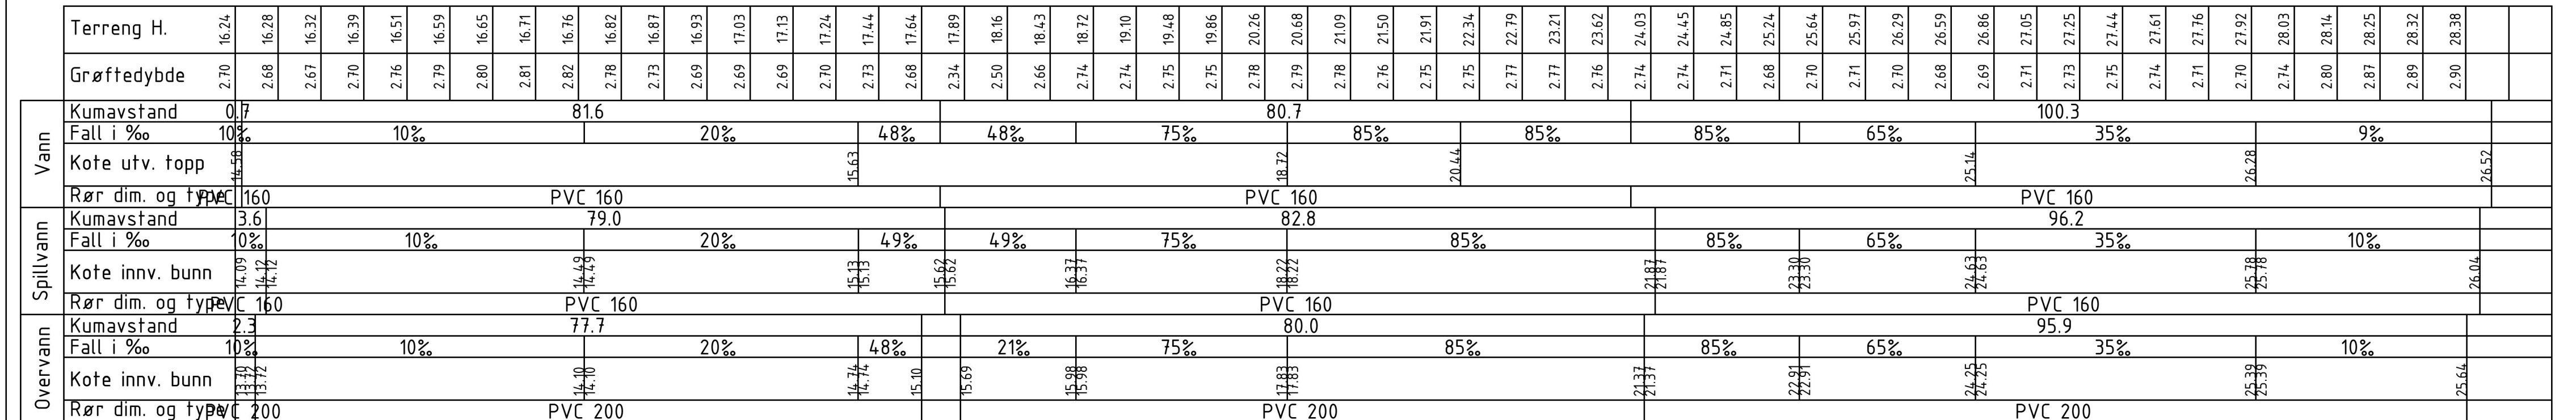 Terreng H. 16.24 16.28 16.32 16.39 16.51 16.59 16.65 16.71 16.76 16.82 16.87 16.93 17.03 17.13 17.24 17.44 17.64 17.89 18.16 18.43 18.72 19.10 19.48 19.86 20.26 20.68 21.09 21.50 21.91 22.34 22.79 23.21 23.62 24.03 24.45 24.85 25.24 25.64 25.97 26.29 26.59 26.86 27.05 27.25 27.44 27.61 27.76 27.92 28.03 28.14 28.25 28.32 28.38
Grøftedybde 2.70 2.68 2.67 2.70 2.76 2.79 2.80 2.81 2.82 2.78 2.73 2.69 2.69 2.69 2.70 2.73 2.68 2.34 2.50 2.66 2.74 2.74 2.75 2.75 2.78 2.79 2.78 2.76 2.75 2.75 2.77 2.77 2.76 2.74 2.74 2.71 2.68 2.70 2.71 2.70 2.68 2.69 2.71 2.73 2.75 2.74 2.71 2.70 2.74 2.80 2.87 2.89 2.90
Vann
Kumavstand 0.7 81.6 80.7 100.3
Fall i ‰ 10‰ 10‰ 20‰ 48‰ 48‰ 75‰ 85‰ 85‰ 85‰ 65‰ 35‰ 9‰
Kote utv. topp 14.58 15.63 18.72 20.44 25.14 26.28 26.52
Rør dim. og type PVC 160 PVC 160 PVC 160 PVC 160
Spillvann
Kumavstand 3.6 79.0 82.8 96.2
Fall i ‰ 10‰ 10‰ 20‰ 49‰ 49‰ 75‰ 85‰ 85‰ 65‰ 35‰ 10‰
Kote innv. bunn 14.09 14.12 14.12 14.49 14.49 15.13 15.13 15.62 15.62 16.37 16.37 18.22 18.22 21.87 21.87 23.30 23.30 24.63 24.63 25.78 25.78 26.04
Rør dim. og type PVC 160 PVC 160 PVC 160 PVC 160
Overvann
Kumavstand 2.3 77.7 80.0 95.9
Fall i ‰ 10‰ 10‰ 20‰ 48‰ 21‰ 75‰ 85‰ 85‰ 65‰ 35‰ 10‰
Kote innv. bunn 13.70 13.72 13.72 14.10 14.10 14.74 14.74 15.10 15.69 15.98 15.98 17.83 17.83 21.37 21.37 22.91 22.91 24.25 24.25 25.39 25.39 25.64
Rør dim. og type PVC 200 PVC 200 PVC 200 PVC 200